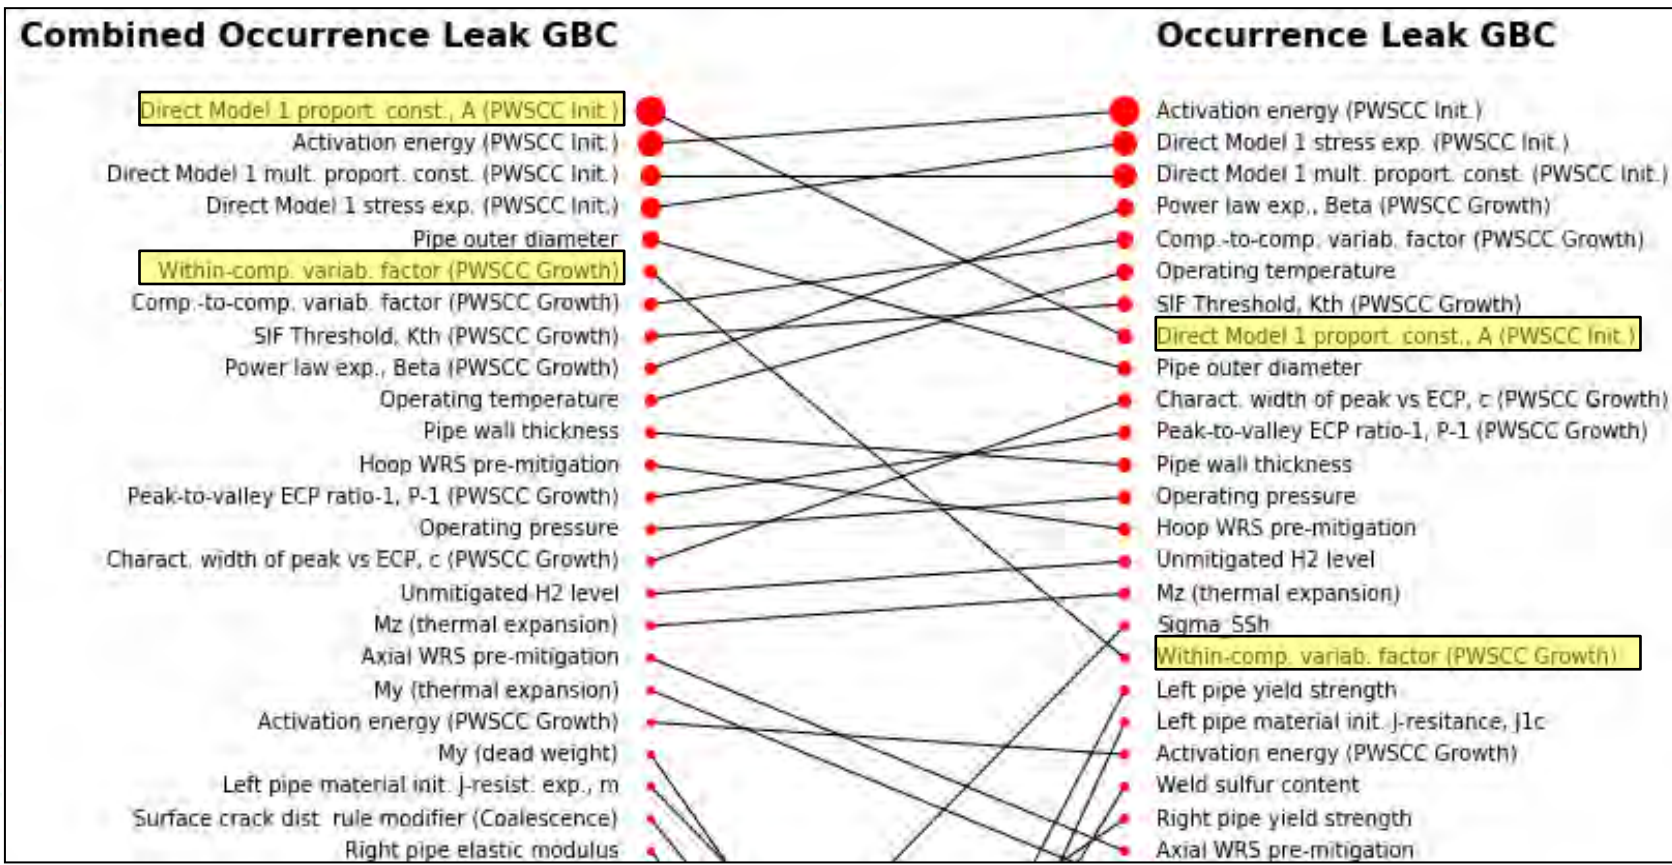 Combined Occurrence Leak GBC
Direct Model 1 proport. const., A (PWSCC Init.)
Activation energy (PWSCC Init.)
Direct Model 1 mult. proport. const. (PWSCC Init.)
Direct Model 1 stress exp. (PWSCC Init.)
Pipe outer diameter
Within-comp. variab. factor (PWSCC Growth)
Comp.-to-comp. variab. factor (PWSCC Growth)
SIF Threshold, Kth (PWSCC Growth)
Power law exp., Beta (PWSCC Growth)
Operating temperature
Pipe wall thickness
Hoop WRS pre-mitigation
Peak-to-valley ECP ratio-1, P-1 (PWSCC Growth)
Operating pressure
Charact. width of peak vs ECP, c (PWSCC Growth)
Unmitigated H2 level
Mz (thermal expansion)
Axial WRS pre-mitigation
My (thermal expansion)
Activation energy (PWSCC Growth)
My (dead weight)
Left pipe material init. J-resist. exp., m
Surface crack dist. rule modifier (Coalescence)
Right pipe elastic modulus
Occurrence Leak GBC
Activation energy (PWSCC Init.)
Direct Model 1 stress exp. (PWSCC Init.)
Direct Model 1 mult. proport. const. (PWSCC Init.)
Power law exp., Beta (PWSCC Growth)
Comp.-to-comp. variab. factor (PWSCC Growth)
Operating temperature
SIF Threshold, Kth (PWSCC Growth)
Direct Model 1 proport. const., A (PWSCC Init.)
Pipe outer diameter
Charact. width of peak vs ECP, c (PWSCC Growth)
Peak-to-valley ECP ratio-1, P-1 (PWSCC Growth)
Pipe wall thickness
Operating pressure
Hoop WRS pre-mitigation
Unmitigated H2 level
Mz (thermal expansion)
Sigma_SSh
Within-comp. variab. factor (PWSCC Growth)
Left pipe yield strength
Left pipe material init. J-resitance, J1c
Activation energy (PWSCC Growth)
Weld sulfur content
Right pipe yield strength
Axial WRS pre-mitigation